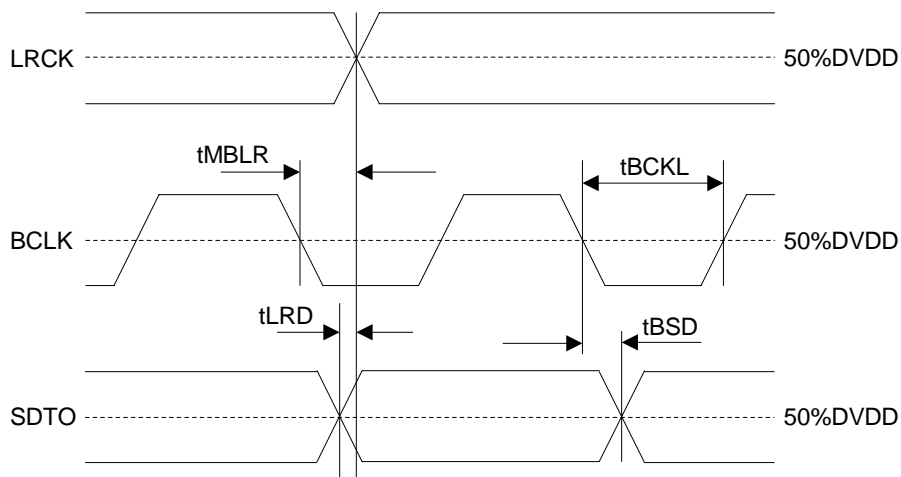 LRCK
50%DVDD
tMBLR
tBCKL
BCLK
50%DVDD
tLRD
tBSD
SDTO
50%DVDD